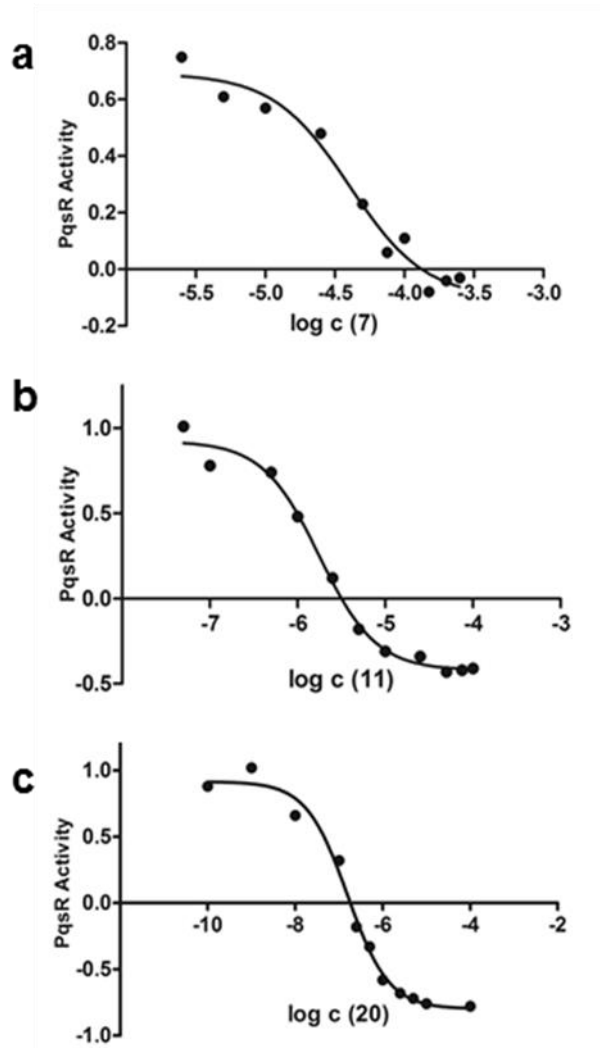 a
PqsR Activity
0.8
0.6
0.4
0.2
0.0
-0.2
-5.5 -5.0 -4.5 -4.0 -3.5 -3.0
log c (7)
b
PqsR Activity
1.0
0.5
0.0
-0.5
-7 -6 -5 -4 -3
log c (11)
c
PqsR Activity
1.0
0.5
0.0
-0.5
-1.0
-10 -8 -6 -4 -2
log c (20)